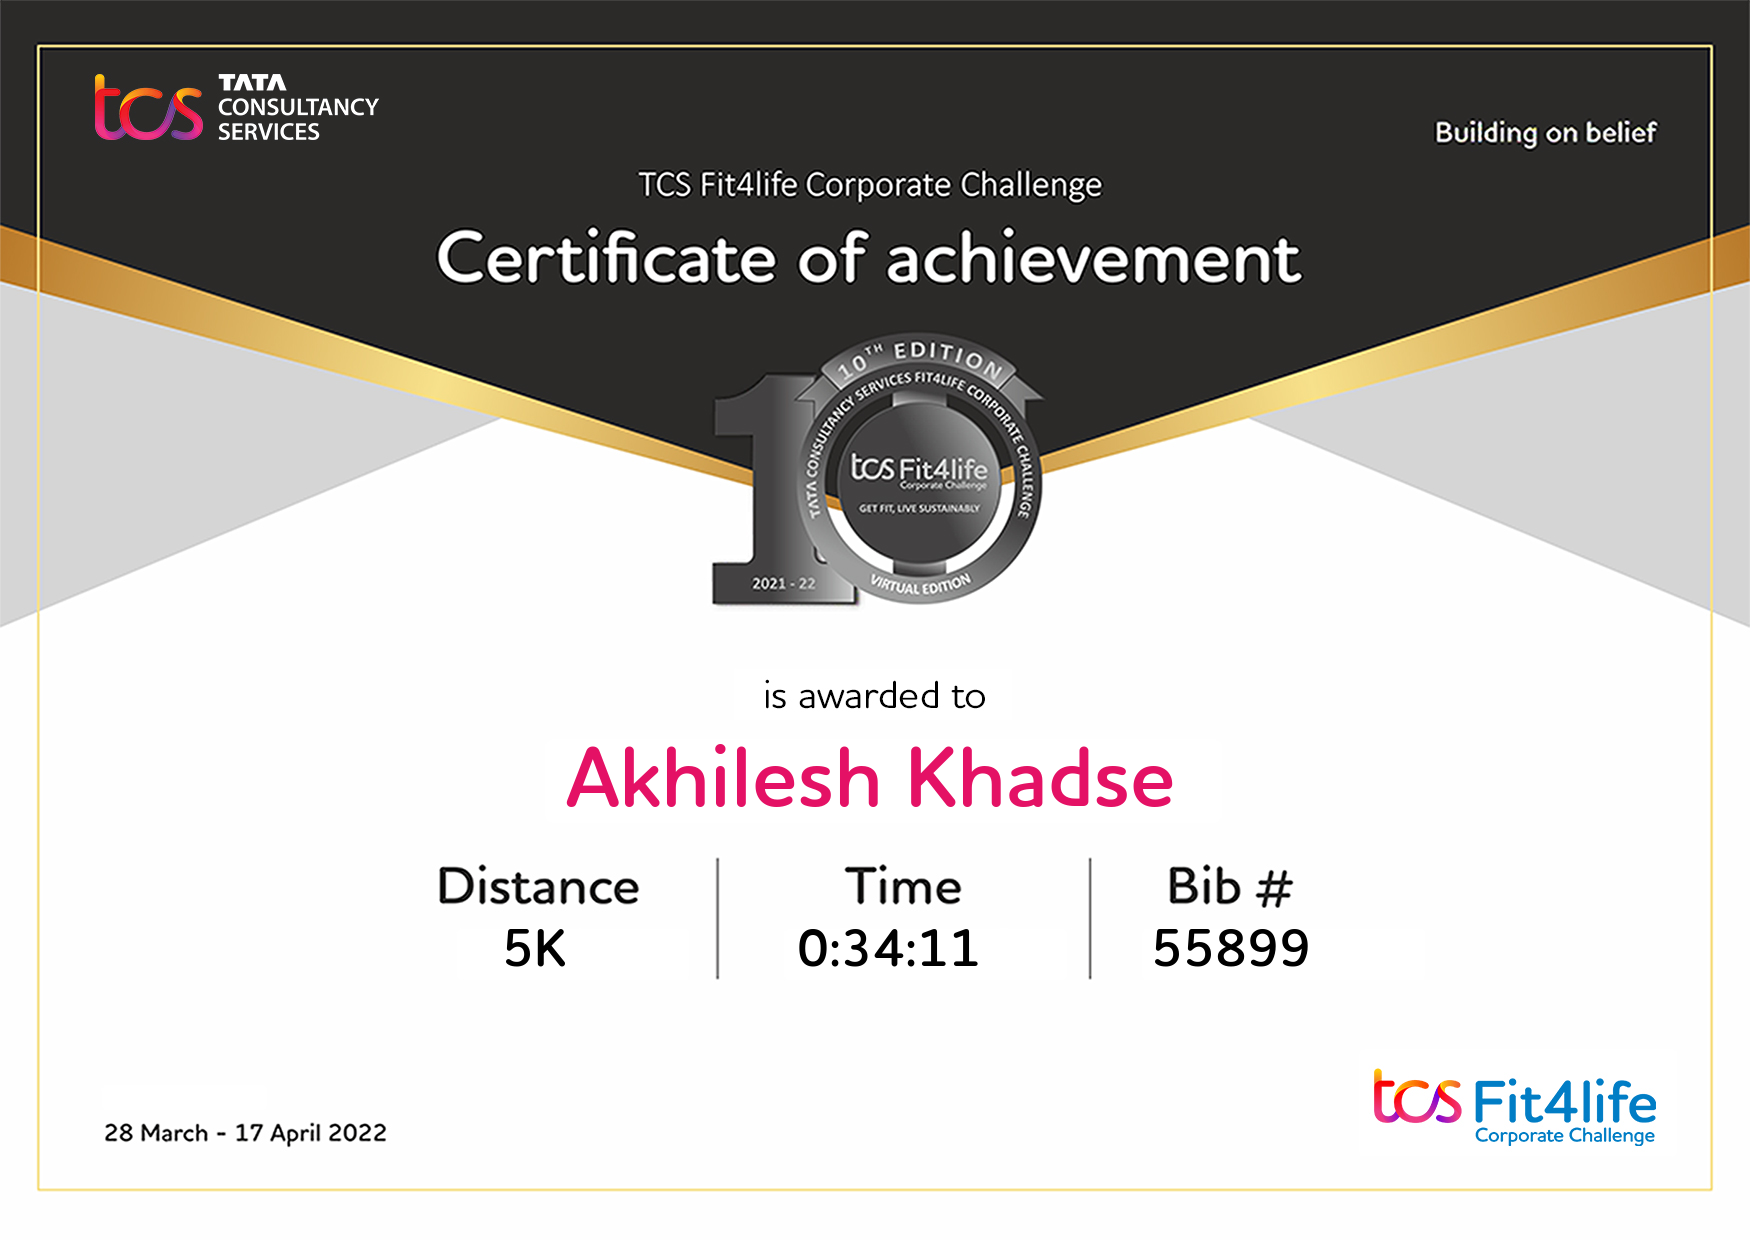 tcs TATA
CONSULTANCY
SERVICES
Building on belief
TCS Fit4life Corporate Challenge
Certificate of achievement
10TH EDITION
TATA CONSULTANCY SERVICES FIT4LIFE CORPORATE CHALLENGE
tcs Fit4life
Corporate Challenge
GET FIT, LIVE SUSTAINABLY
2021 - 22
VIRTUAL EDITION
is awarded to
Akhilesh Khadse
Distance Time Bib #
5K 0:34:11 55899
28 March - 17 April 2022
tcs Fit4life
Corporate Challenge